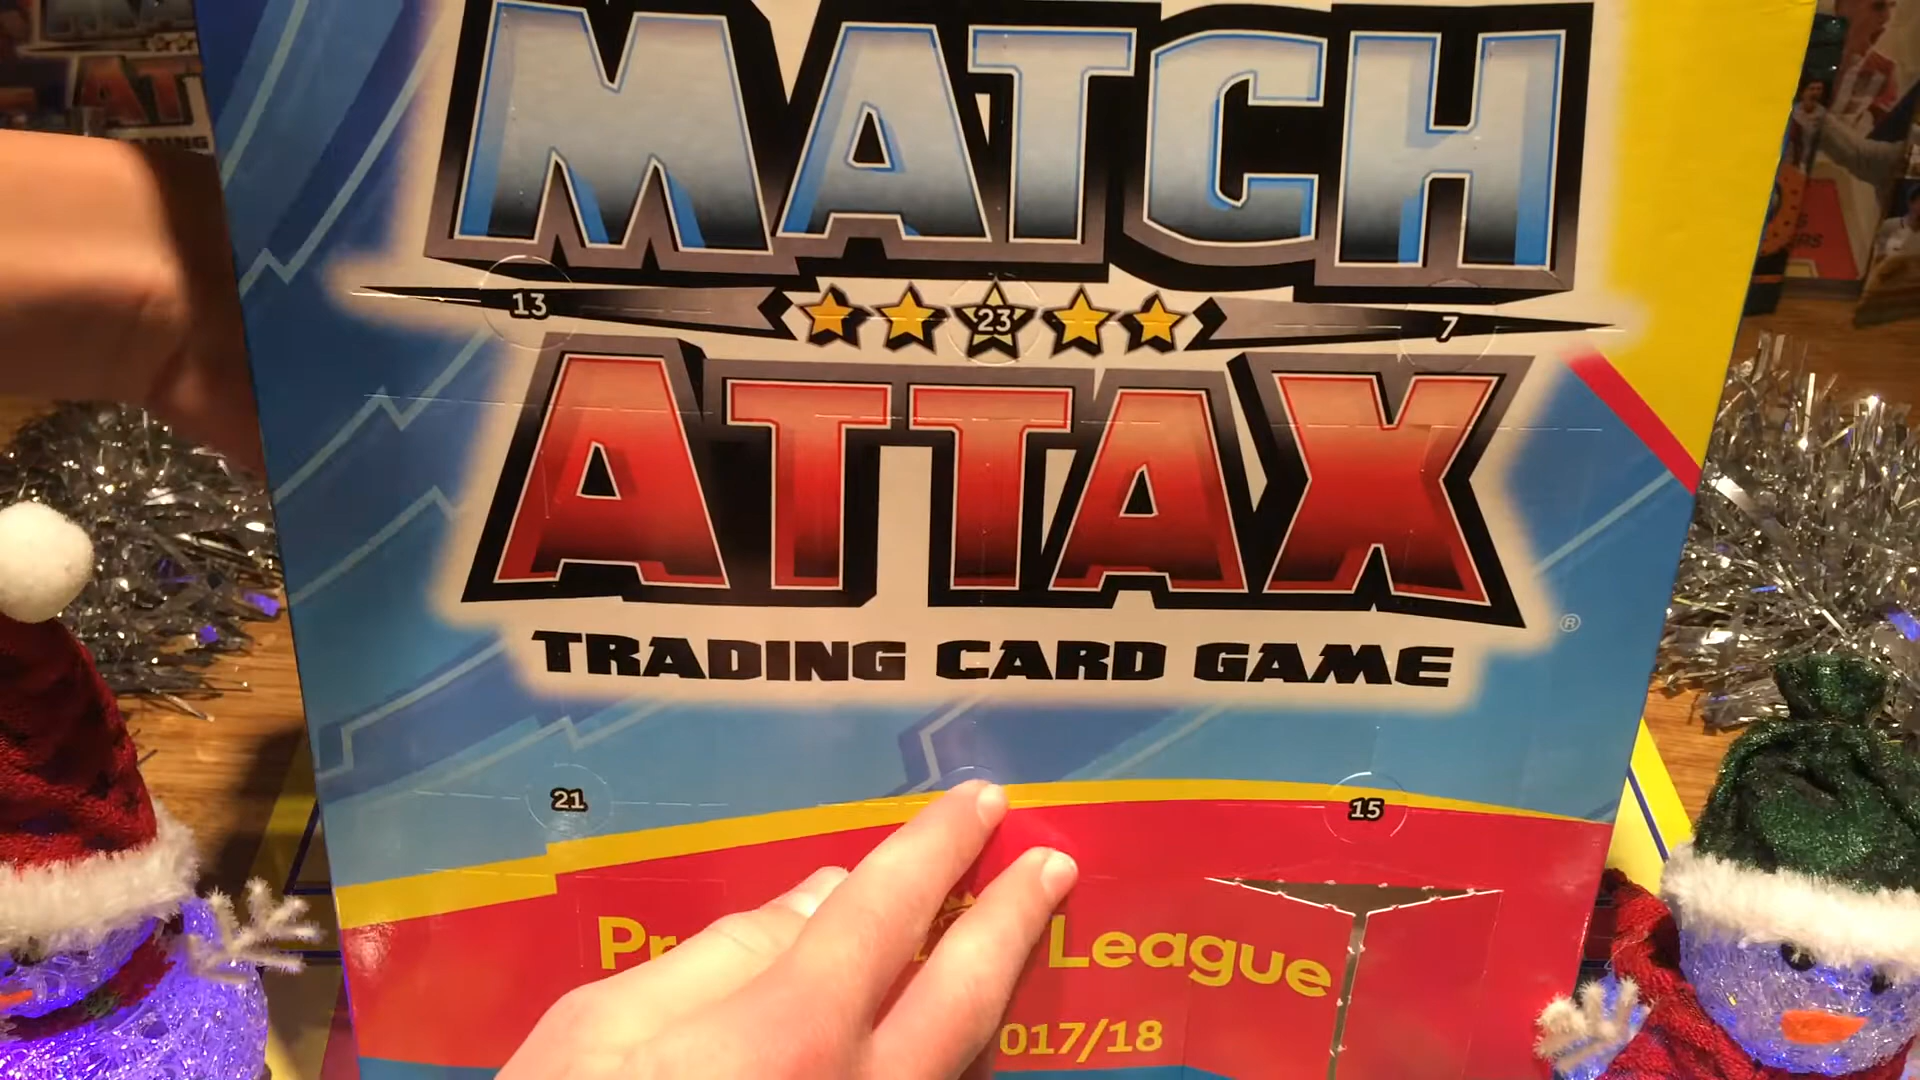 MATCH
13 23 7
ATTAX
®
TRADING CARD GAME
21 15
League
017/18